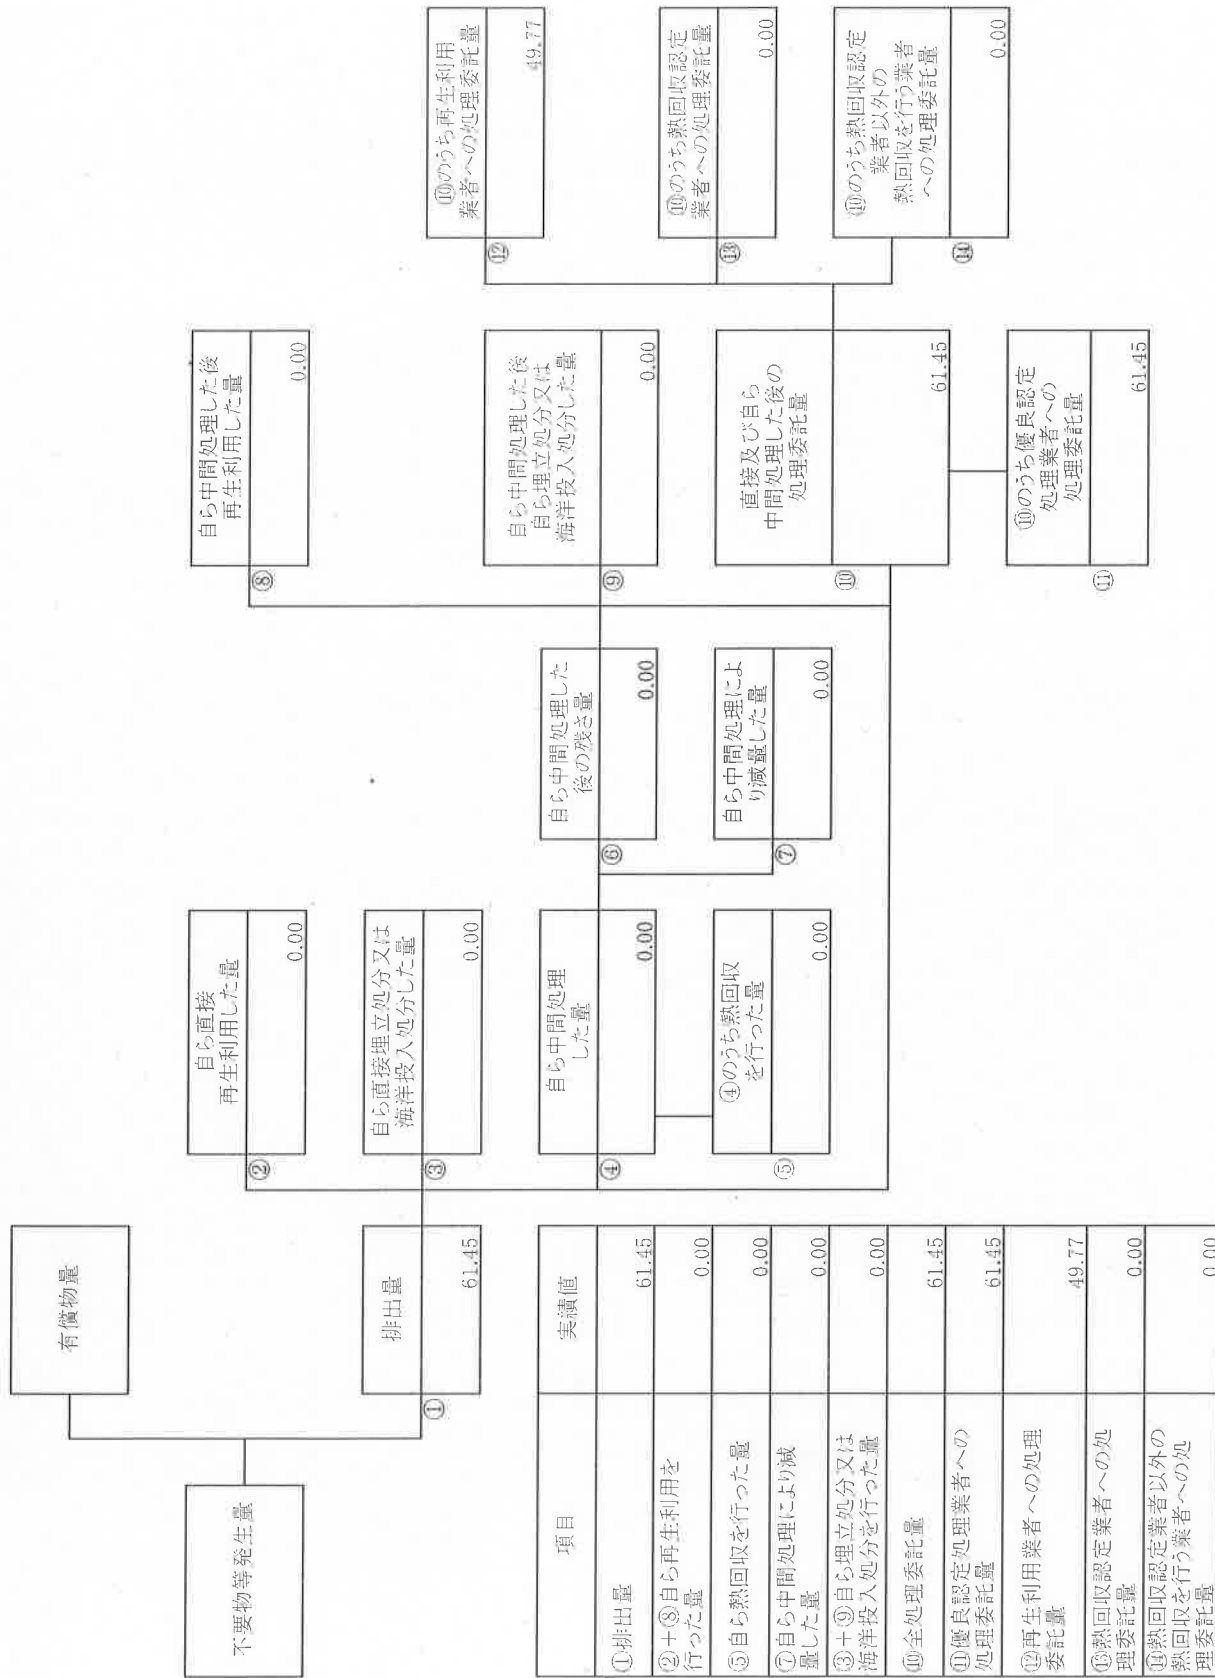 不要物等発生量
有償物量
排出量
①
61.45
自ら直接
再生利用した量
②
0.00
自ら直接埋立処分又は
海洋投入処分した量
③
0.00
自ら中間処理
した量
④
0.00
④のうち熱回収
を行った量
⑤
0.00
自ら中間処理した
後の残さ量
⑥
0.00
自ら中間処理によ
り減量した量
⑦
0.00
自ら中間処理した後
再生利用した量
⑧
0.00
自ら中間処理した後
自ら埋立処分又は
海洋投入処分した量
⑨
0.00
直接及び自ら
中間処理した後の
処理委託量
⑩
61.45
⑩のうち優良認定
処理業者への
処理委託量
⑪
61.45
⑩のうち再生利用
業者への処理委託量
⑫
49.77
⑩のうち熱回収認定
業者への処理委託量
⑬
0.00
⑩のうち熱回収認定
業者以外の
熱回収を行う業者
への処理委託量
⑭
0.00
項目 実績値
①排出量 61.45
②+⑧自ら再生利用を
行った量 0.00
⑤自ら熱回収を行った量 0.00
⑦自ら中間処理により減
量した量 0.00
③+⑨自ら埋立処分又は
海洋投入処分を行った量 0.00
⑩全処理委託量 61.45
⑪優良認定処理業者への
処理委託量 61.45
⑫再生利用業者への処理
委託量 49.77
⑬熱回収認定業者への処
理委託量 0.00
⑭熱回収認定業者以外の
熱回収を行う業者への処
理委託量 0.00